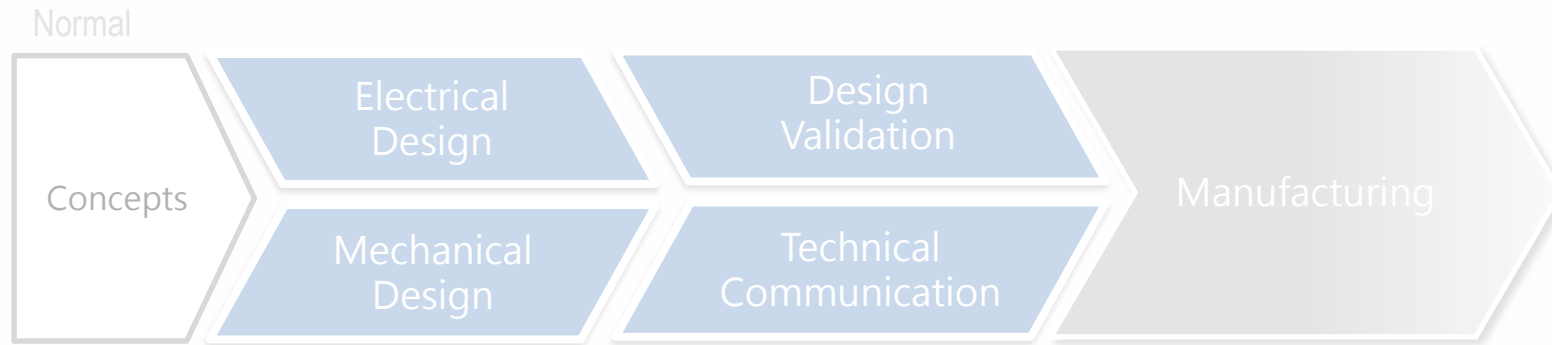 Normal
Concepts
Electrical
Design
Mechanical
Design
Design
Validation
Technical
Communication
Manufacturing